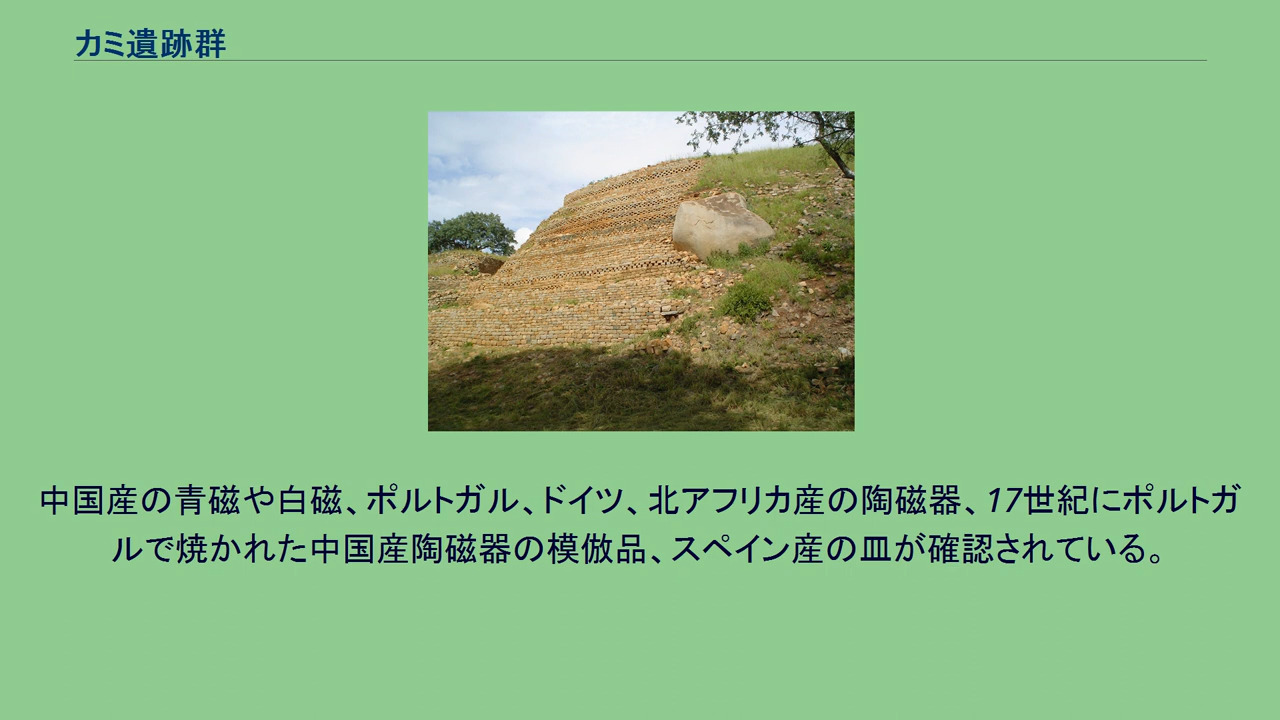 カミ遺跡群
中国産の青磁や白磁、ポルトガル、ドイツ、北アフリカ産の陶磁器、17世紀にポルトガ
ルで焼かれた中国産陶磁器の模倣品、スペイン産の皿が確認されている。